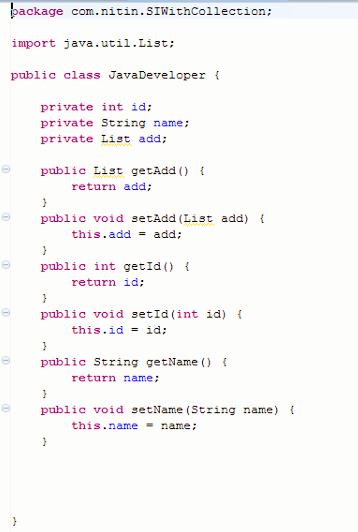 package com.nitin.SIWithCollection;
import java.util.List;
public class JavaDeveloper {
private int id;
private String name;
private List add;
public List getAdd() {
return add;
}
public void setAdd(List add) {
this.add = add;
}
public int getId() {
return id;
}
public void setId(int id) {
this.id = id;
}
public String getName() {
return name;
}
public void setName(String name) {
this.name = name;
}
}